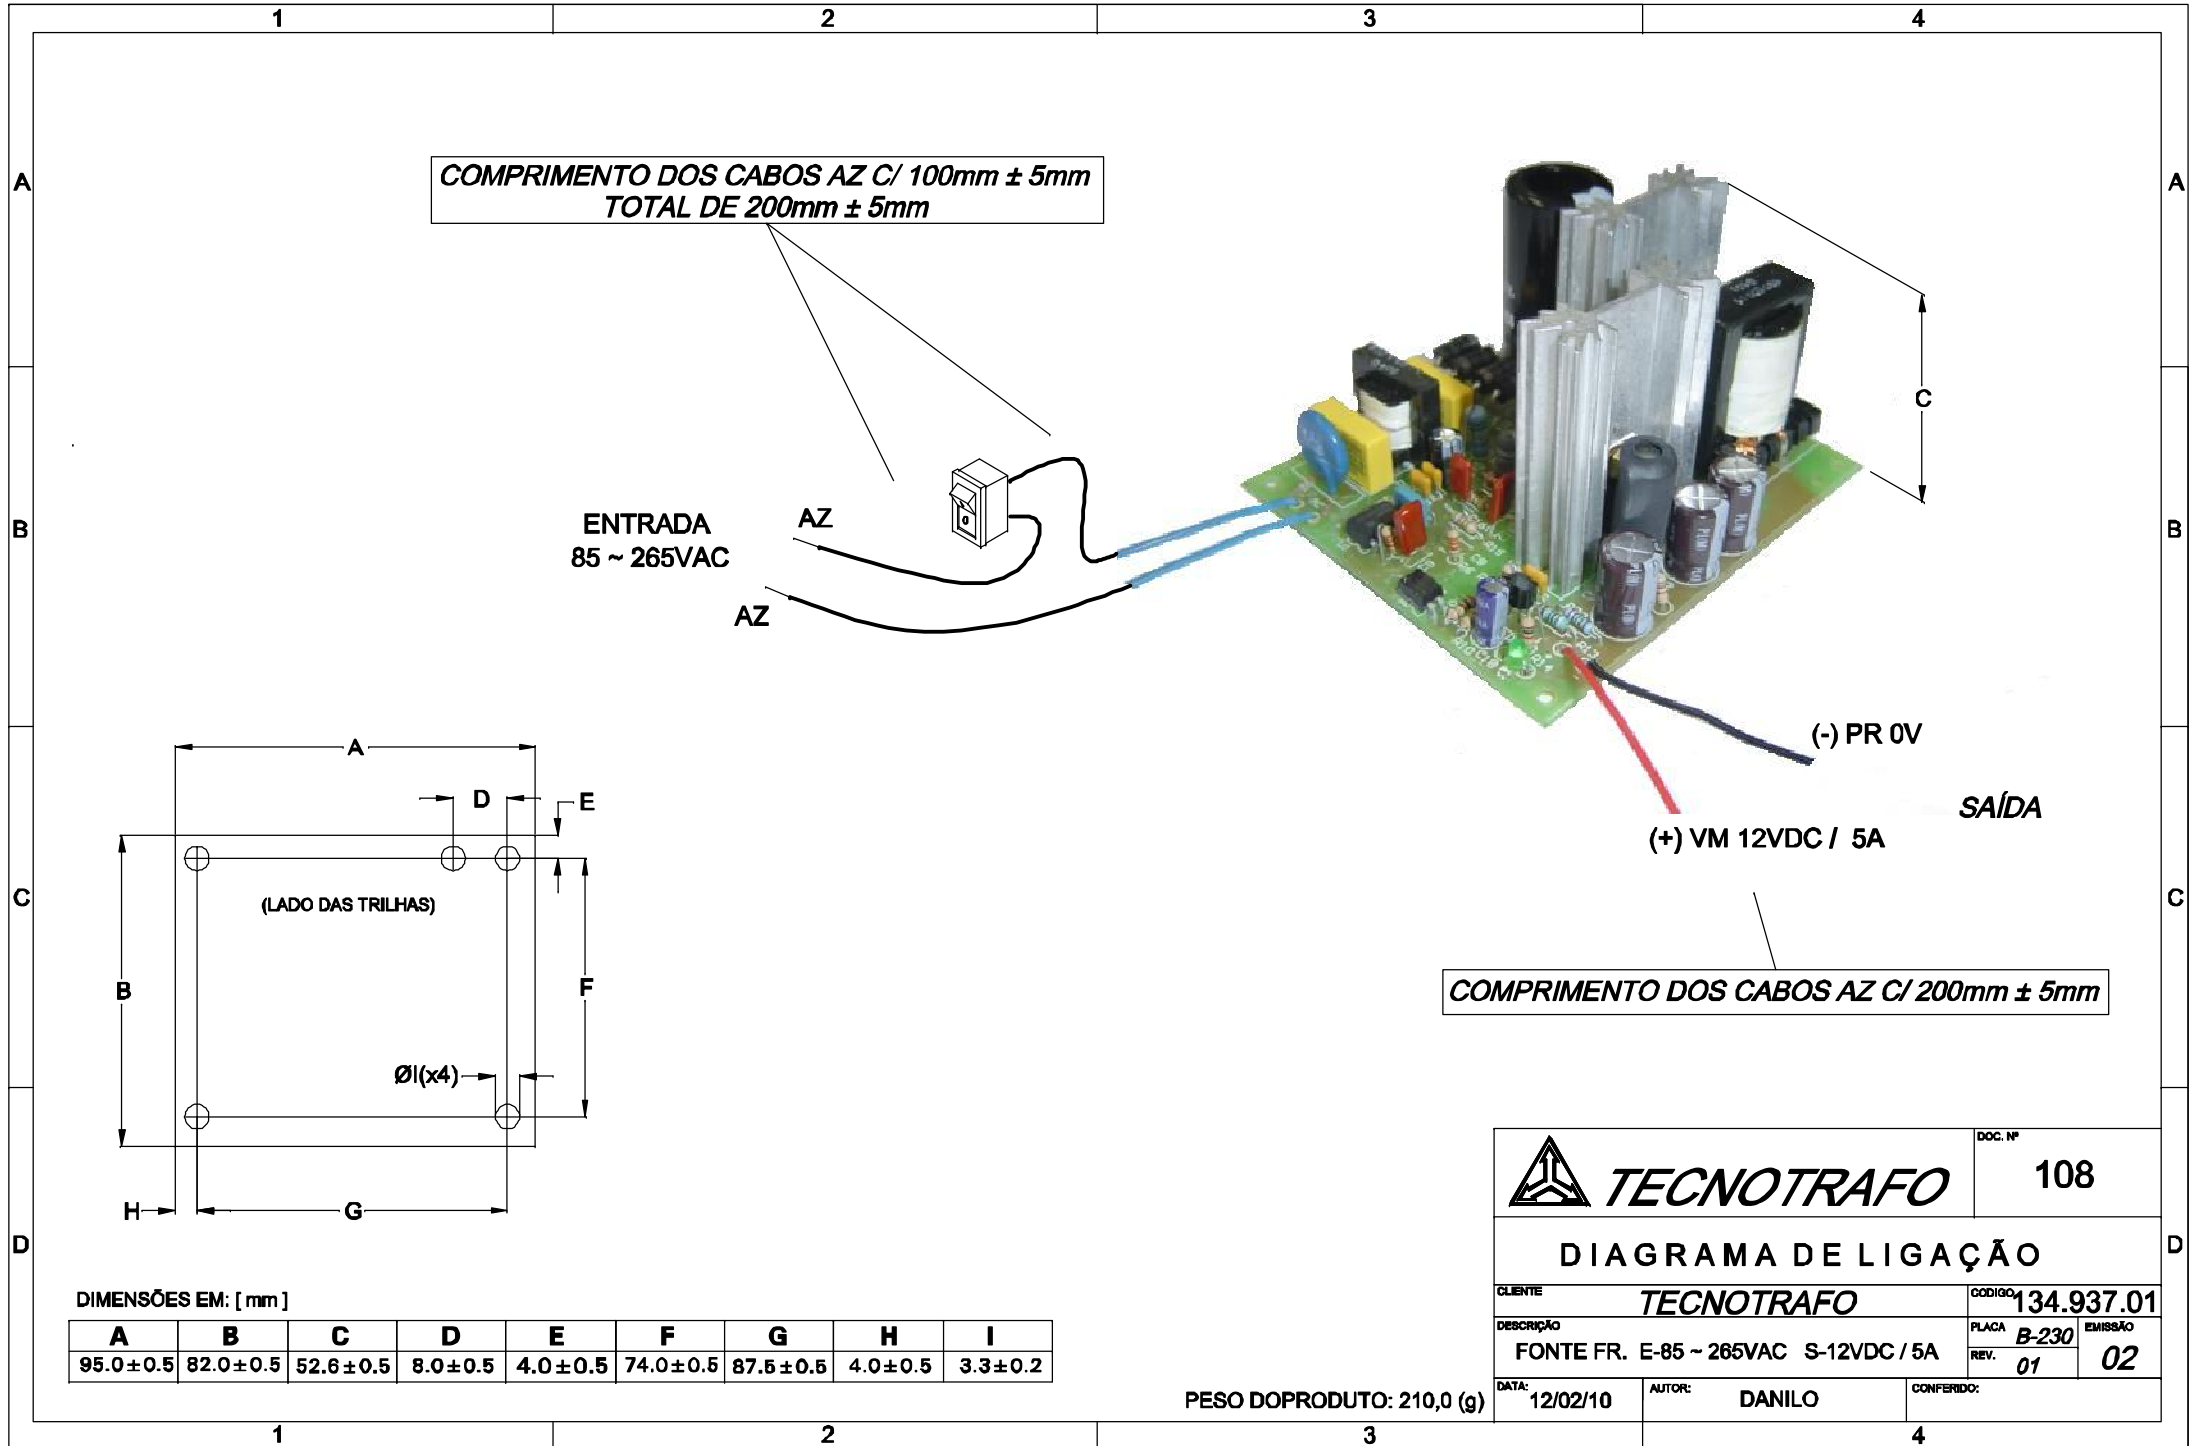 1 2 3 4
A
A
COMPRIMENTO DOS CABOS AZ C/ 100mm ± 5mm
TOTAL DE 200mm ± 5mm
C
B
B
ENTRADA
85 ~ 265VAC
AZ
AZ
(-) PR 0V
SAÍDA
(+) VM 12VDC / 5A
COMPRIMENTO DOS CABOS AZ C/ 200mm ± 5mm
C
C
A
D
E
(LADO DAS TRILHAS)
B
F
ØI(x4)
H
G
D
D
DIMENSÕES EM: [ mm ]
A B C D E F G H I
95.0±0.5 82.0±0.5 52.6±0.5 8.0±0.5 4.0±0.5 74.0±0.5 87.5±0.5 4.0±0.5 3.3±0.2
PESO DOPRODUTO: 210,0 (g)
TECNOTRAFO
DOC. Nº
108
DIAGRAMA DE LIGAÇÃO
CLIENTE
TECNOTRAFO
CODIGO
134.937.01
DESCRIÇÃO
FONTE FR. E-85 ~ 265VAC S-12VDC / 5A
PLACA
B-230
REV.
01
EMISSÃO
02
DATA:
12/02/10
AUTOR:
DANILO
CONFERIDO:
1 2 3 4